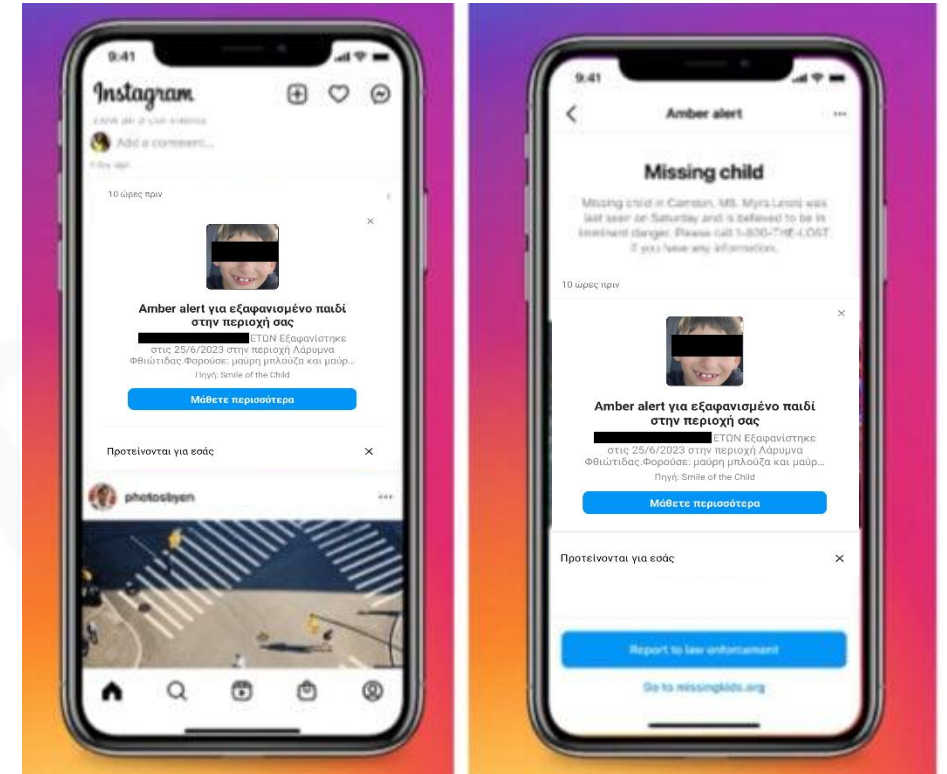 9:41
Instagram
Add a comment...
10 ώρες πριν
Amber alert για εξαφανισμένο παιδί
στην περιοχή σας
ΕΤΩΝ Εξαφανίστηκε
στις 25/6/2023 στην περιοχή Λάρυμνα
Φθιώτιδας.Φορούσε: μαύρη μπλούζα και μαύρ...
Πηγή: Smile of the Child
Μάθετε περισσότερα
Προτείνονται για εσάς
photosbyen
9:41
Amber alert
Missing child
Missing child in Camden, MS. Myra Lewis was
last seen on Saturday and is believed to be in
imminent danger. Please call 1-800-THE-LOST
if you have any information.
10 ώρες πριν
Amber alert για εξαφανισμένο παιδί
στην περιοχή σας
ΕΤΩΝ Εξαφανίστηκε
στις 25/6/2023 στην περιοχή Λάρυμνα
Φθιώτιδας.Φορούσε: μαύρη μπλούζα και μαύρ...
Πηγή: Smile of the Child
Μάθετε περισσότερα
Προτείνονται για εσάς
Report to law enforcement
Go to missingkids.org